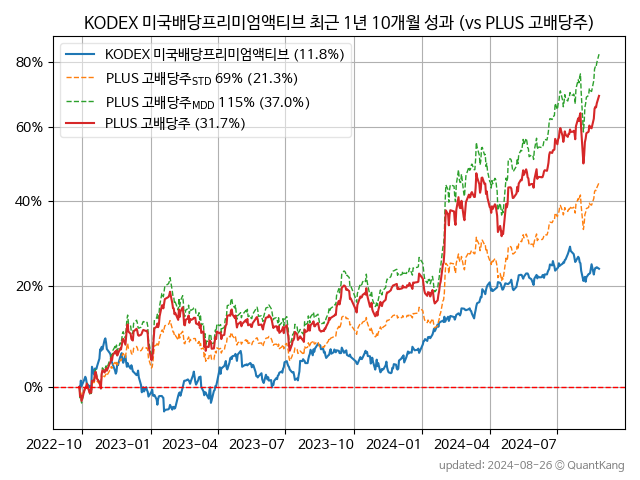 KODEX 미국배당프리미엄액티브 최근 1년 10개월 성과 (vs PLUS 고배당주)
KODEX 미국배당프리미엄액티브 (11.8%)
PLUS 고배당주STD 69% (21.3%)
PLUS 고배당주MDD 115% (37.0%)
PLUS 고배당주 (31.7%)
80%
60%
40%
20%
0%
2022-10 2023-01 2023-04 2023-07 2023-10 2024-01 2024-04 2024-07
updated: 2024-08-26 © QuantKang